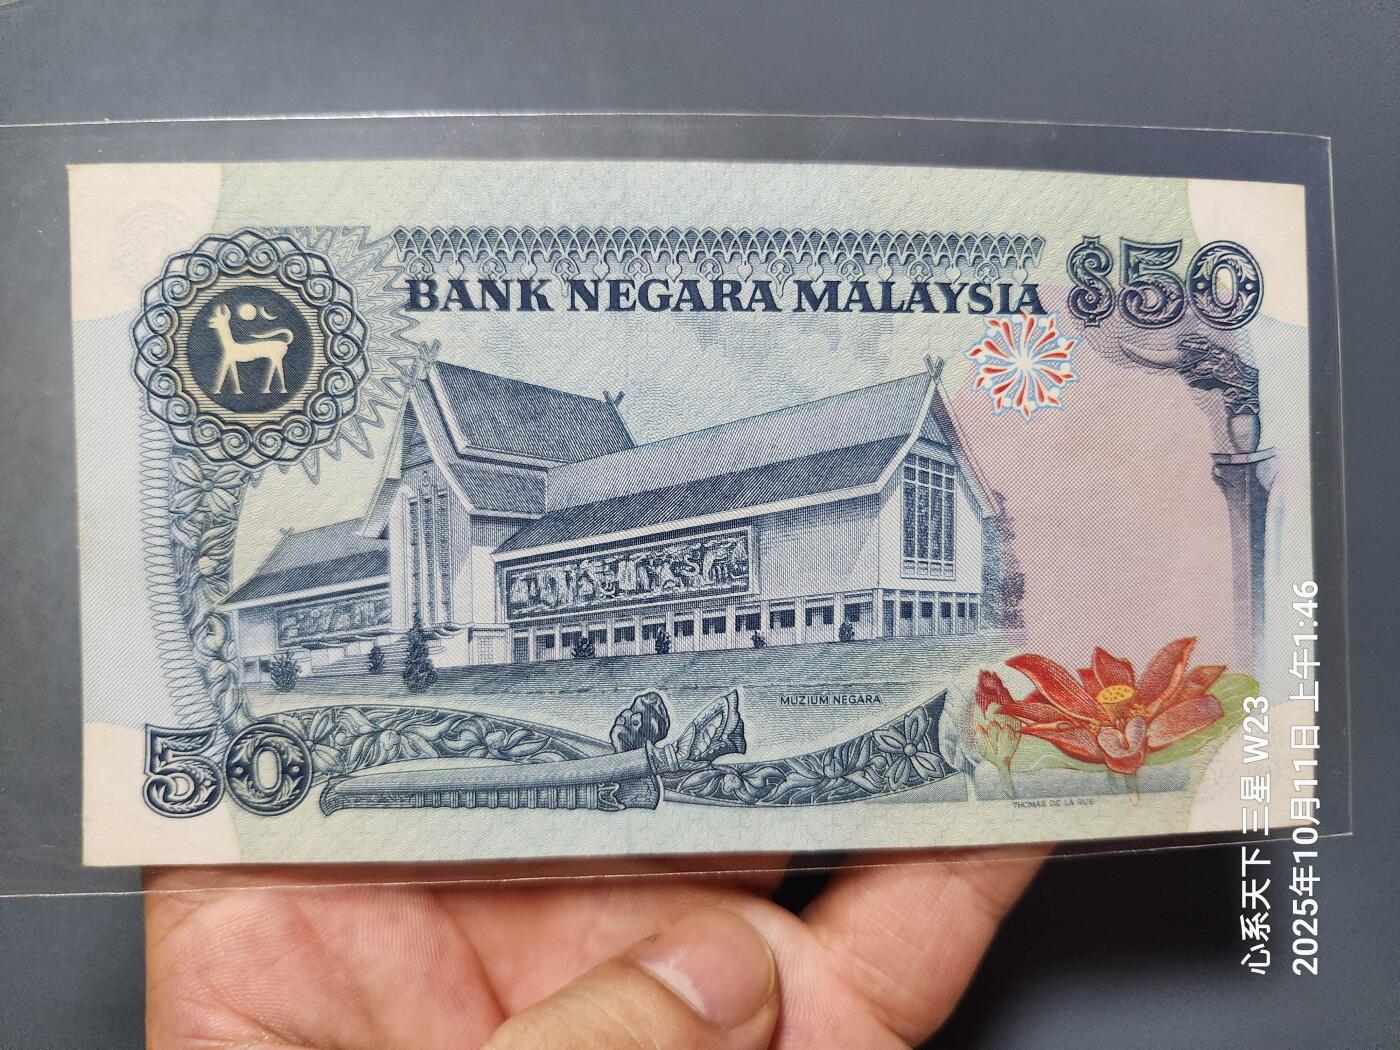 BANK NEGARA MALAYSIA
$50
MUZIUM NEGARA
50
THOMAS DE LA RUE
心系天下 三星 W23
2025年10月11日 上午1:46